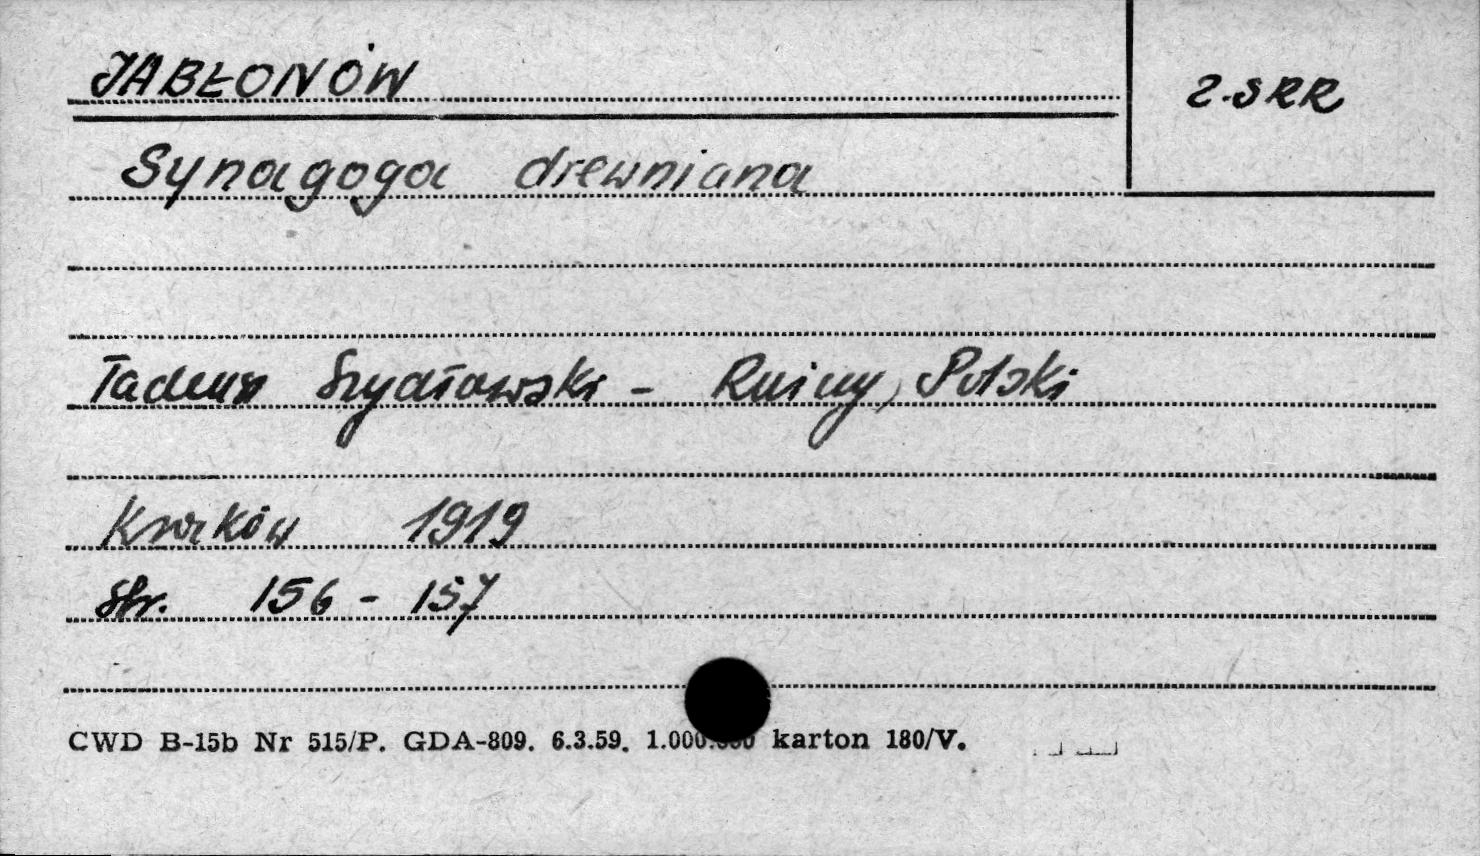 JABŁONÓW
Z.SRR
Synagoga drewniana
Tadeusz Szydłowski - Ruiny Polski
Kraków 1919
str. 156 - 157
CWD B-15b Nr 515/P. GDA-809. 6.3.59. 1.000.000 karton 180/V.